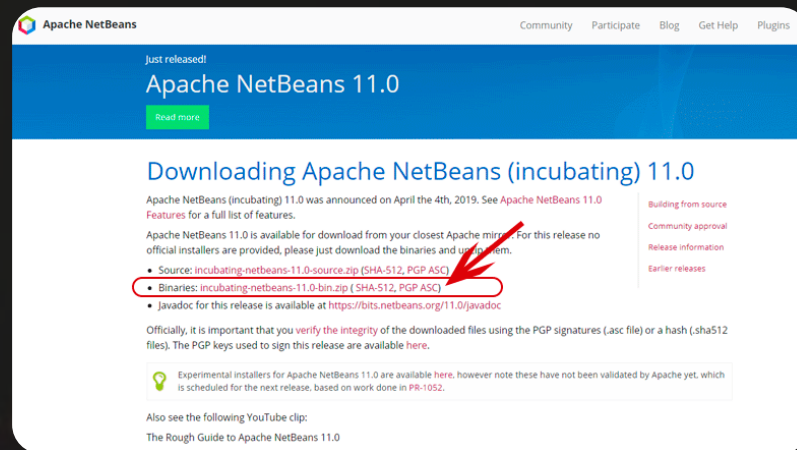 Apache NetBeans
Community Participate Blog Get Help Plugins
Just released!
Apache NetBeans 11.0
Read more
Downloading Apache NetBeans (incubating) 11.0
Apache NetBeans (incubating) 11.0 was announced on April the 4th, 2019. See Apache NetBeans 11.0
Features for a full list of features.
Apache NetBeans 11.0 is available for download from your closest Apache mirror. For this release no
official installers are provided, please just download the binaries and unzip them.
• Source: incubating-netbeans-11.0-source.zip (SHA-512, PGP ASC)
• Binaries: incubating-netbeans-11.0-bin.zip ( SHA-512, PGP ASC)
• Javadoc for this release is available at https://bits.netbeans.org/11.0/javadoc
Officially, it is important that you verify the integrity of the downloaded files using the PGP signatures (.asc file) or a hash (.sha512
files). The PGP keys used to sign this release are available here.
Experimental installers for Apache NetBeans 11.0 are available here, however note these have not been validated by Apache yet, which
is scheduled for the next release, based on work done in PR-1052.
Also see the following YouTube clip:
The Rough Guide to Apache NetBeans 11.0
Building from source
Community approval
Release information
Earlier releases